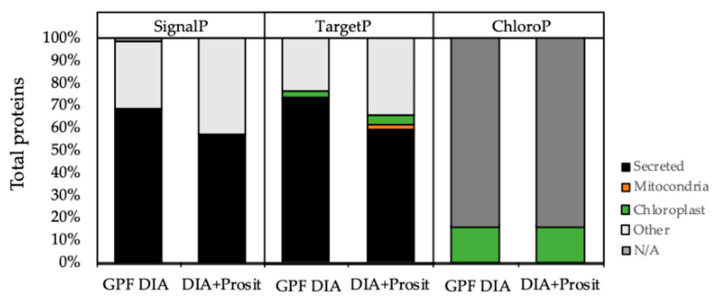 SignalP TargetP ChloroP
Total proteins
100%
90%
80%
70%
60%
50%
40%
30%
20%
10%
0%
GPF DIA DIA+Prosit GPF DIA DIA+Prosit GPF DIA DIA+Prosit
Secreted
Mitocondria
Chloroplast
Other
N/A